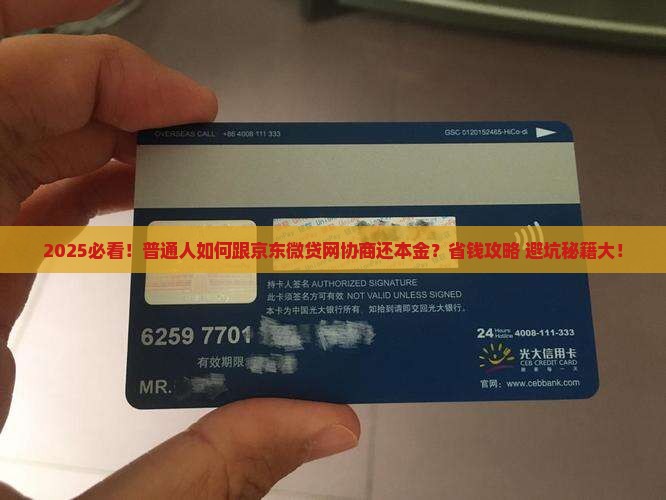 OVERSEAS CALL: +86 4008 111 333
GSC 0120152465-HiCo-di
2025必看！普通人如何跟京东微贷网协商还本金？省钱攻略 避坑秘籍大！
持卡人签名 AUTHORIZED SIGNATURE
此卡须签名方可有效 NOT VALID UNLESS SIGNED
本卡为中国光大银行所有，如拾到请即交回光大银行。
6259 7701
24 Hours Hotline 4008-111-333
有效期限
光大信用卡
CEB CREDIT CARD
MR.
官网：www.cebbank.com